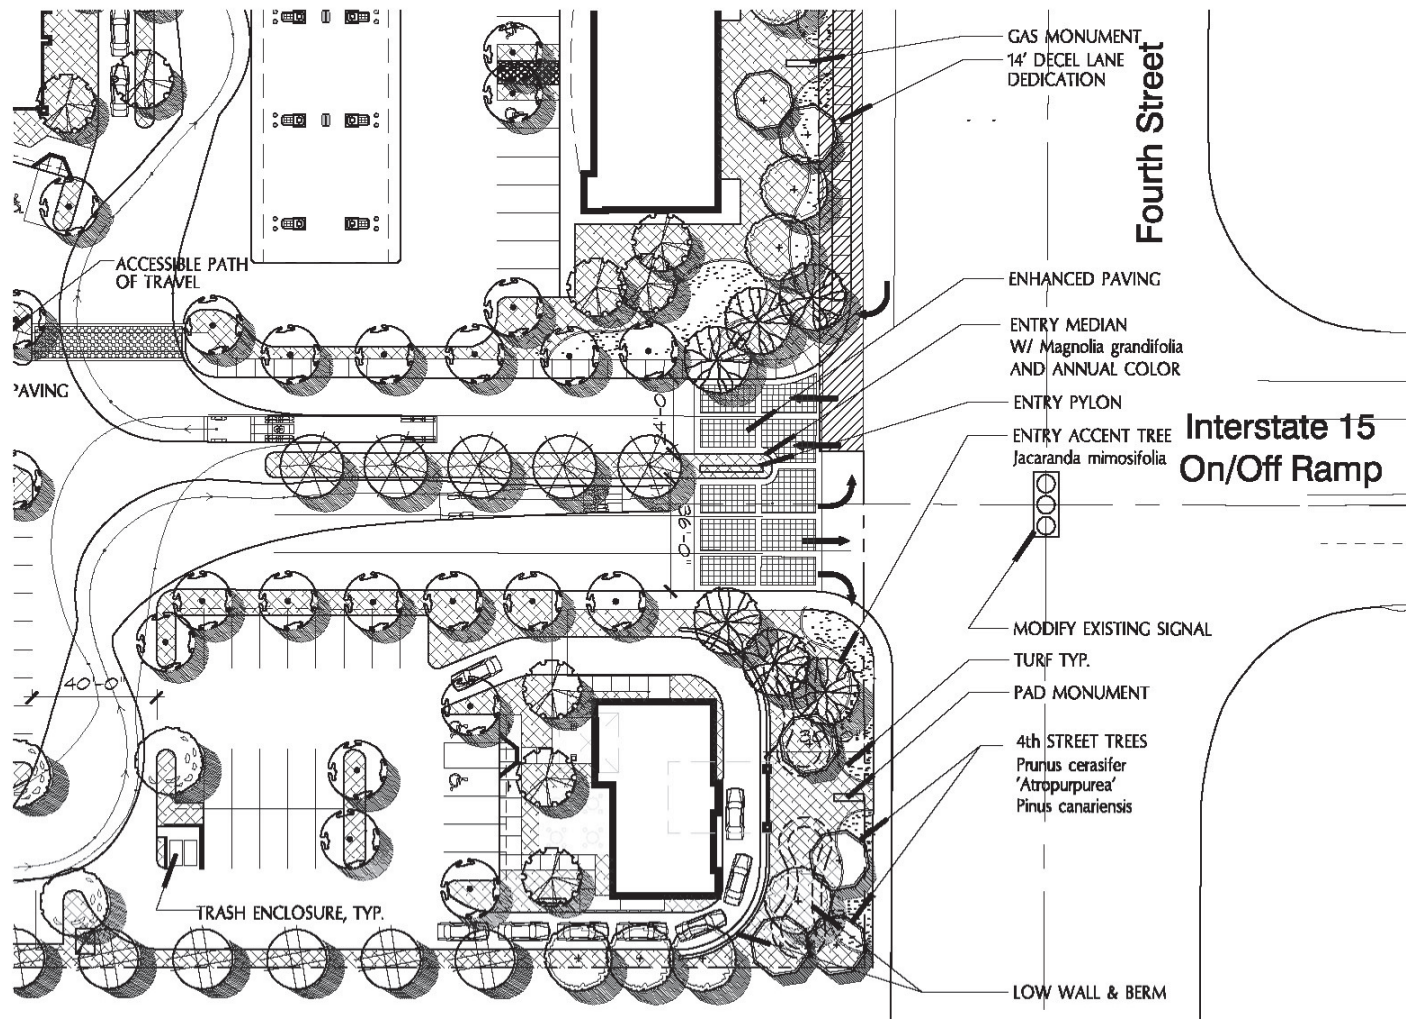 GAS MONUMENT
14' DECEL LANE
DEDICATION
Fourth Street
ACCESSIBLE PATH
OF TRAVEL
ENHANCED PAVING
ENTRY MEDIAN
W/ Magnolia grandifolia
AND ANNUAL COLOR
PAVING
ENTRY PYLON
24'-0
ENTRY ACCENT TREE
Jacaranda mimosifolia
Interstate 15
On/Off Ramp
36'-0"
MODIFY EXISTING SIGNAL
TURF TYP.
40'-0"
PAD MONUMENT
30
4th STREET TREES
Prunus cerasifer
'Atropurpurea'
Pinus canariensis
TRASH ENCLOSURE, TYP.
LOW WALL & BERM